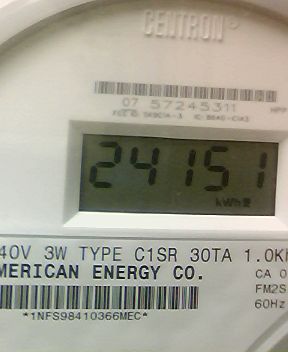 CENTRON®
07 57245311
24151
kWh
40V 3W TYPE C1SR 30TA 1.0K
MERICAN ENERGY CO.
CA 0
FM2S
60Hz
*1NFS98410366MEC*